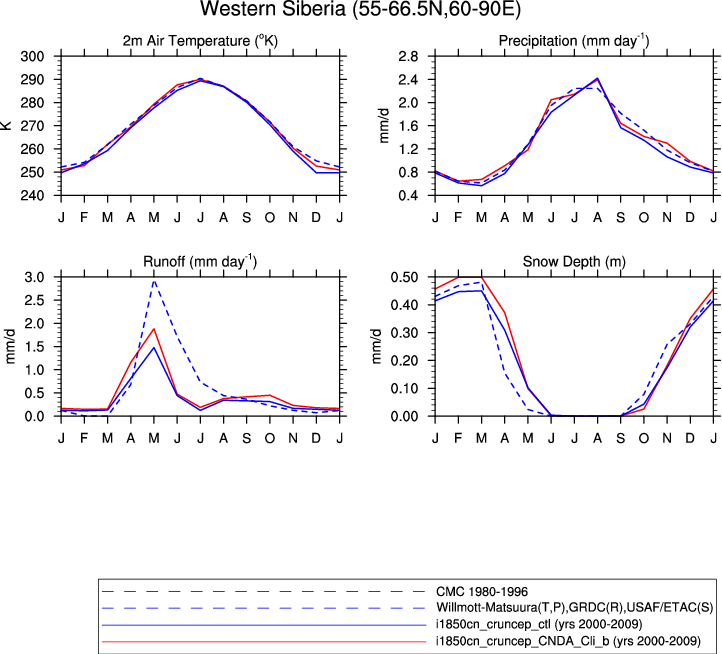 Western Siberia (55-66.5N,60-90E)
2m Air Temperature (°K)
K
300
290
280
270
260
250
240
J F M A M J J A S O N D J
Precipitation (mm day-1)
mm/d
2.8
2.4
2.0
1.6
1.2
0.8
0.4
J F M A M J J A S O N D J
Runoff (mm day-1)
mm/d
3.0
2.5
2.0
1.5
1.0
0.5
0.0
J F M A M J J A S O N D J
Snow Depth (m)
mm/d
0.50
0.40
0.30
0.20
0.10
0.00
J F M A M J J A S O N D J
CMC 1980-1996
Willmott-Matsuura(T,P),GRDC(R),USAF/ETAC(S)
i1850cn_cruncep_ctl (yrs 2000-2009)
i1850cn_cruncep_CNDA_Cli_b (yrs 2000-2009)